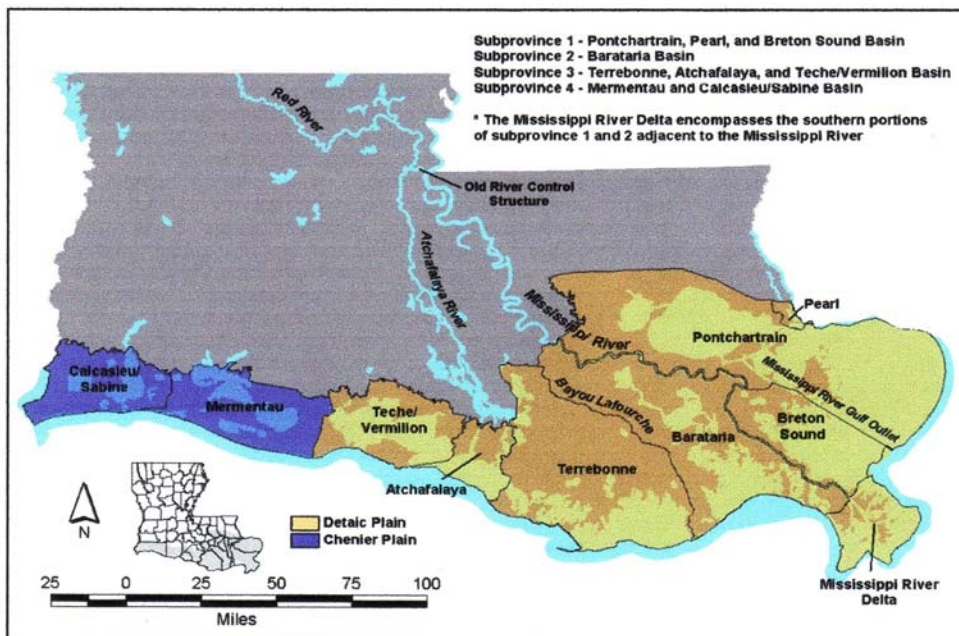 Subprovince 1 - Pontchartrain, Pearl, and Breton Sound Basin
Subprovince 2 - Barataria Basin
Subprovince 3 - Terrebonne, Atchafalaya, and Teche/Vermilion Basin
Subprovince 4 - Mermentau and Calcasieu/Sabine Basin
* The Mississippi River Delta encompasses the southern portions
of subprovince 1 and 2 adjacent to the Mississippi River
Red River
Old River Control
Structure
Atchafalaya River
Mississippi River
Pearl
Pontchartrain
Mississippi River Gulf Outlet
Calcasieu/
Sabine
Mermentau
Teche/
Vermilion
Bayou Lafourche
Barataria
Breton
Sound
Terrebonne
Atchafalaya
N
Detaic Plain
Chenier Plain
Mississippi River
Delta
25 0 25 50 75 100
Miles